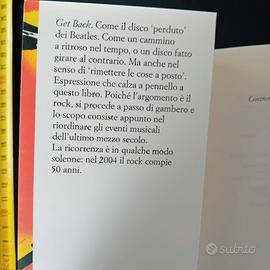 Get Back. Come il disco ‘perduto’
dei Beatles. Come un cammino
a ritroso nel tempo, o un disco fatto
girare al contrario. Ma anche nel
senso di ‘rimettere le cose a posto’.
Espressione che calza a pennello a
questo libro. Poiché l'argomento è il
rock, si procede a passo di gambero e
lo scopo consiste appunto nel
riordinare gli eventi musicali
dell'ultimo mezzo secolo.
La ricorrenza è in qualche modo
solenne: nel 2004 il rock compie
50 anni.
subito